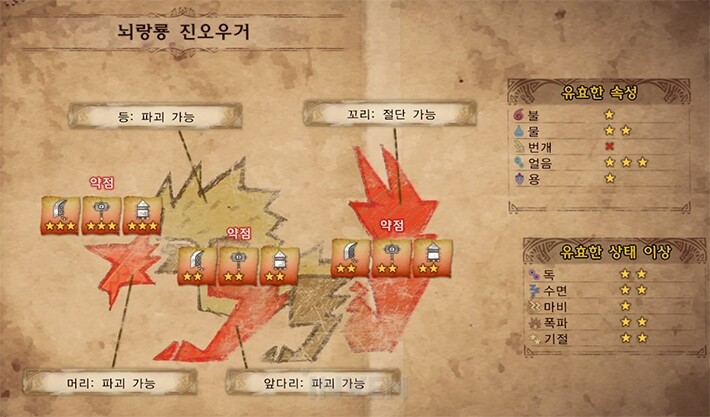 뇌랑룡 진오우거
등: 파괴 가능
꼬리: 절단 가능
약점
약점
약점
머리: 파괴 가능
앞다리: 파괴 가능
유효한 속성
불
물
번개
얼음
용
유효한 상태 이상
독
수면
마비
폭파
기절